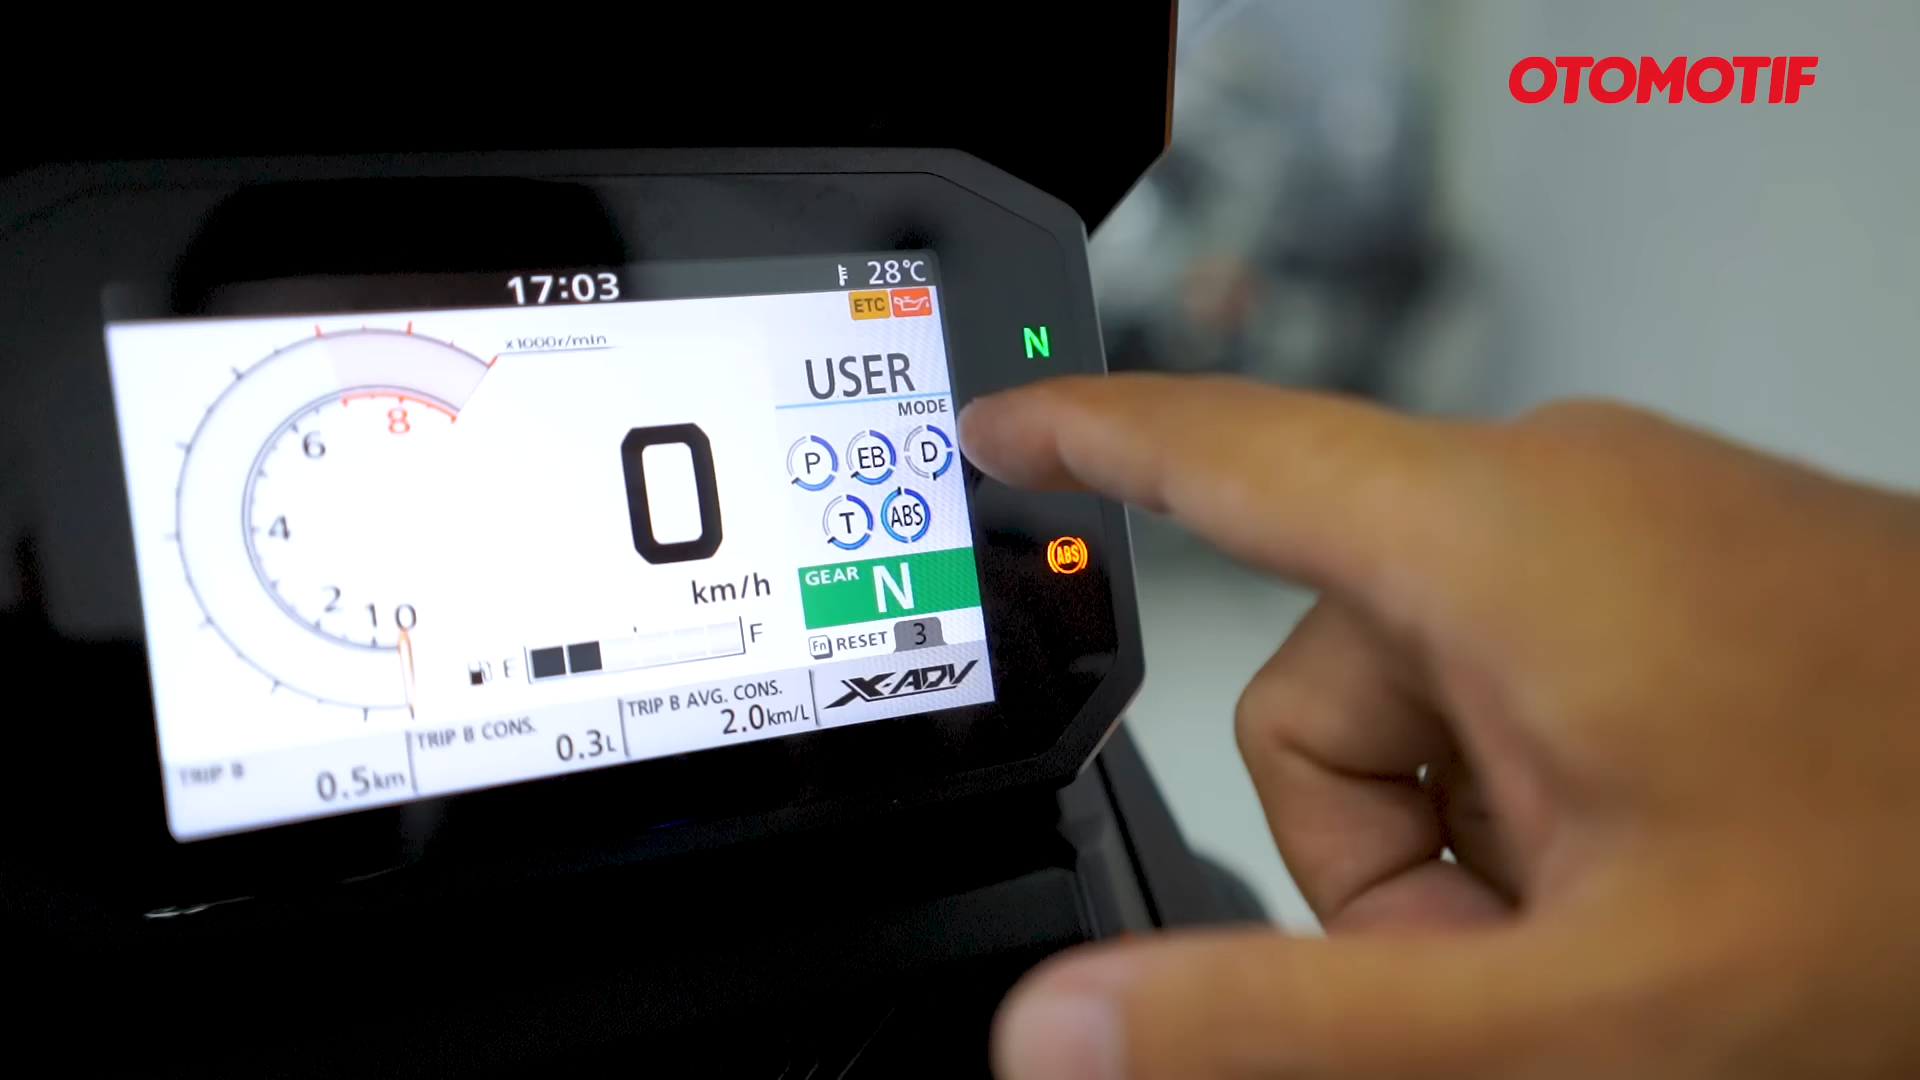 OTOMOTIF
17:03
28°C
ETC
x1000r/min
USER
MODE
P EB D
T ABS
8
6
4
2
1
0
0
km/h
N
ABS
GEAR N
Fn RESET 3
E F
X-ADV
TRIP B
0.5km
TRIP B CONS.
0.3L
TRIP B AVG. CONS.
2.0km/L